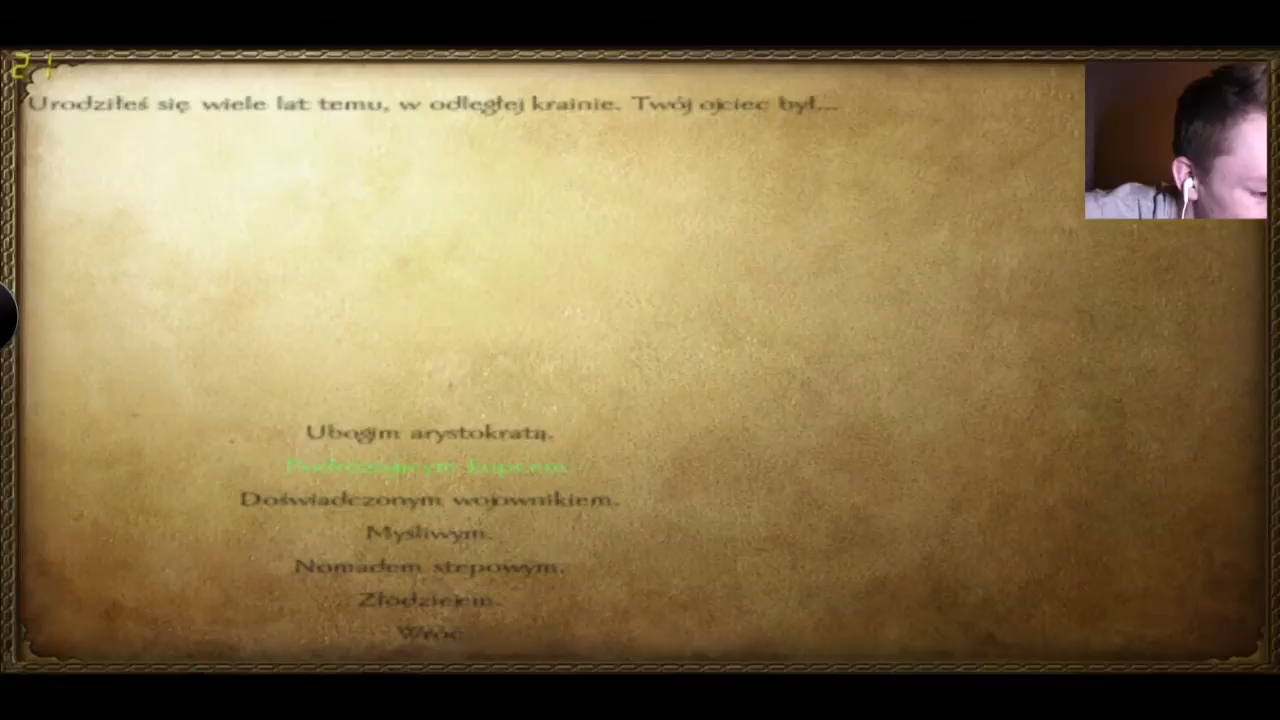 21
Urodziłeś się wiele lat temu, w odległej krainie. Twój ojciec był...
Ubogim arystokratą.
Podróżującym kupcem.
Doświadczonym wojownikiem.
Myśliwym.
Nomadem stepowym.
Złodziejem.
Wróć